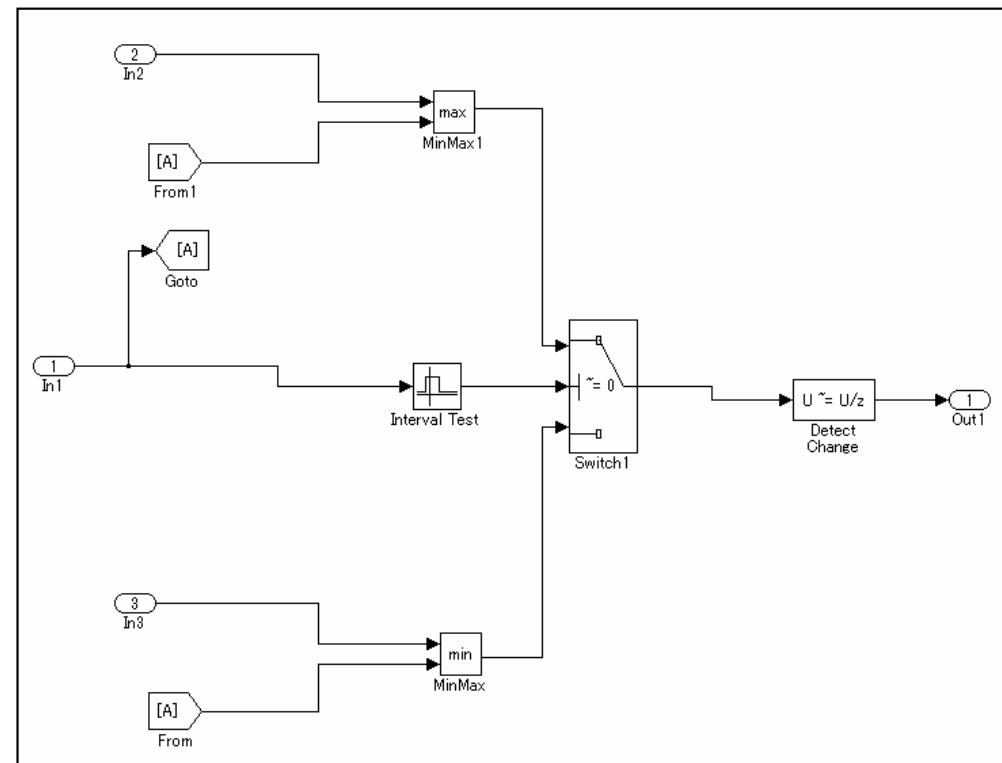 2
In2
max
MinMax1
[A]
From1
[A]
Goto
1
In1
Interval Test
~= 0
Switch1
U ~= U/z
Detect
Change
1
Out1
3
In3
min
MinMax
[A]
From